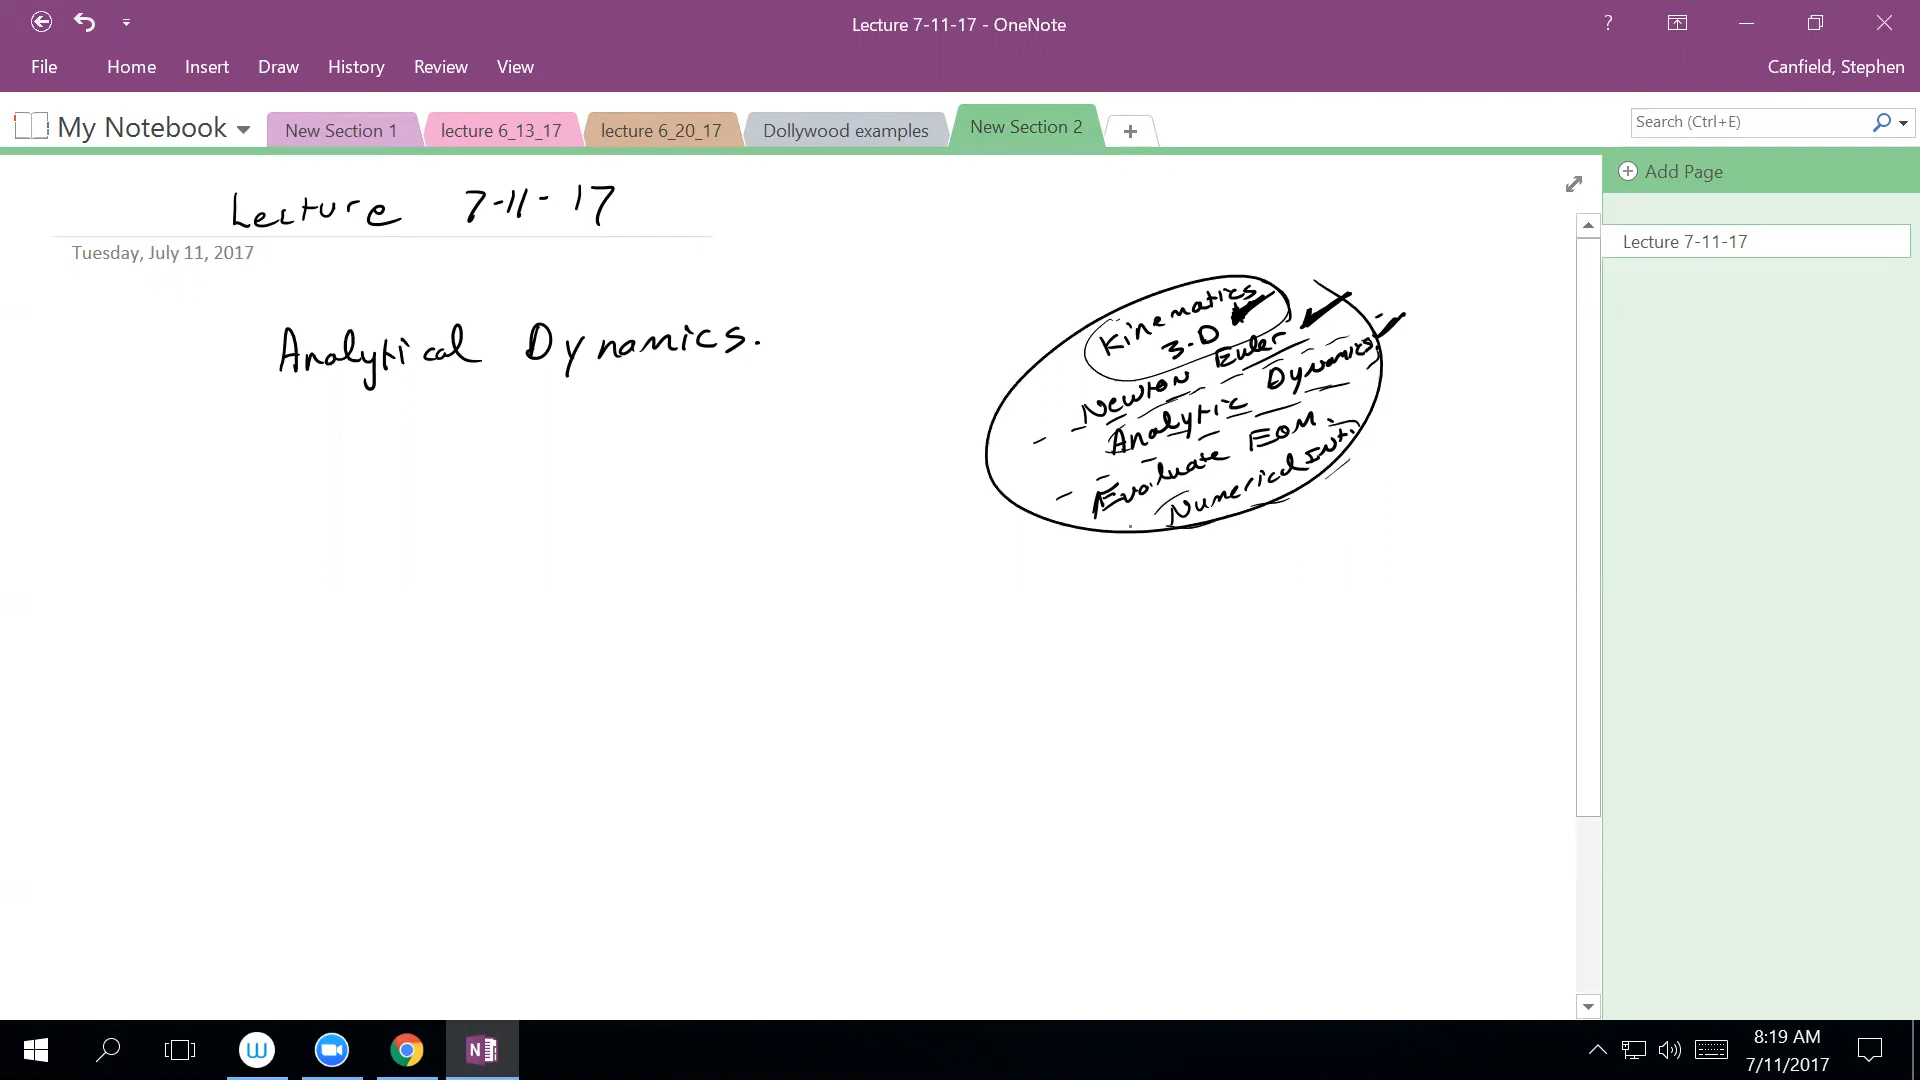 Lecture 7-11-17 - OneNote
?
File Home Insert Draw History Review View
Canfield, Stephen
My Notebook
New Section 1
lecture 6_13_17
lecture 6_20_17
Dollywood examples
New Section 2
+
Search (Ctrl+E)
Add Page
Lecture 7-11-17
Lecture 7-11-17
Tuesday, July 11, 2017
Analytical Dynamics.
Kinematics
3-D
Newton Euler
Analytic Dynamics.
Evaluate EOM.
Numerical Int.
8:19 AM
7/11/2017